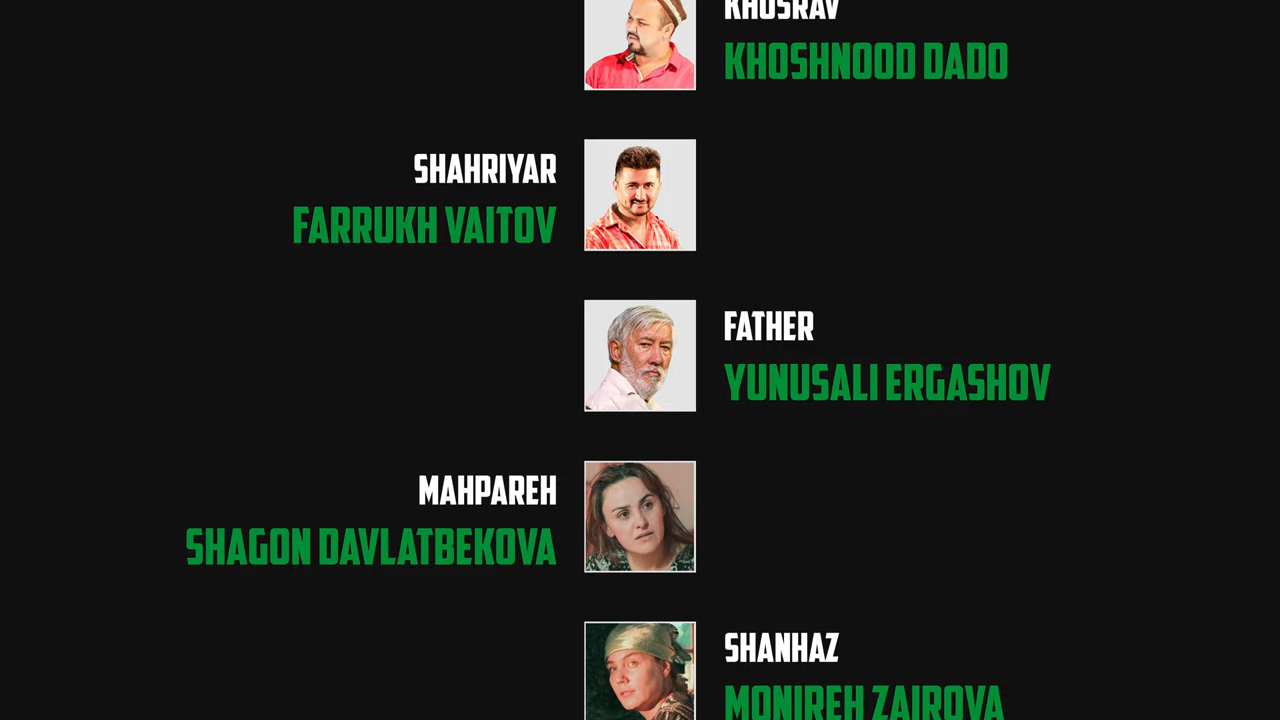 KHOSRAV
KHOSHNOOD DADO
SHAHRIYAR
FARRUKH VAITOV
FATHER
YUNUSALI ERGASHOV
MAHPAREH
SHAGON DAVLATBEKOVA
SHANHAZ
MONIREH ZAIROVA